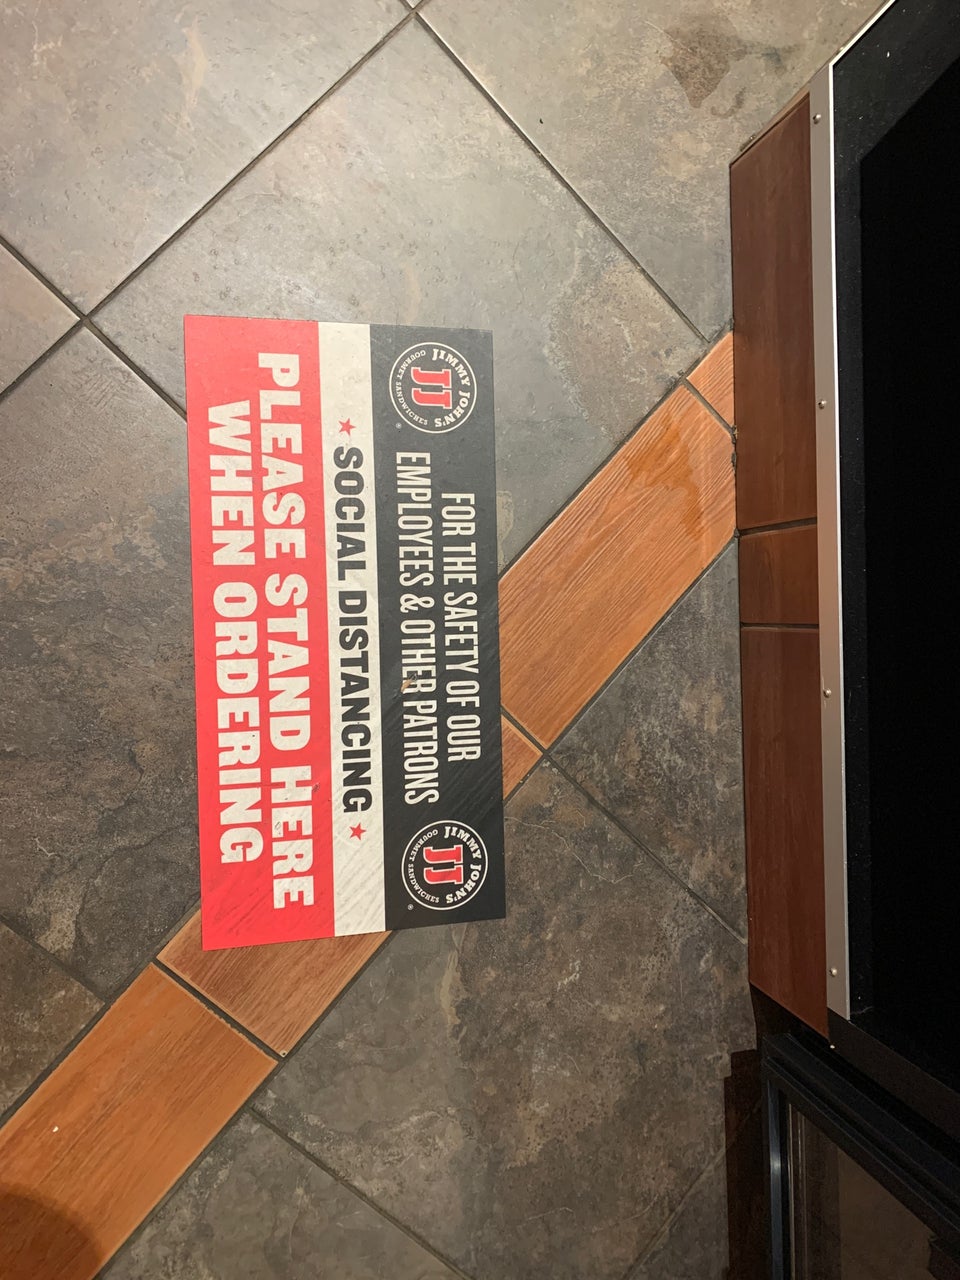 JIMMY JOHN'S
JJ
GOURMET SANDWICHES
®
FOR THE SAFETY OF OUR
EMPLOYEES & OTHER PATRONS
JIMMY JOHN'S
JJ
GOURMET SANDWICHES
®
★ SOCIAL DISTANCING ★
PLEASE STAND HERE
WHEN ORDERING